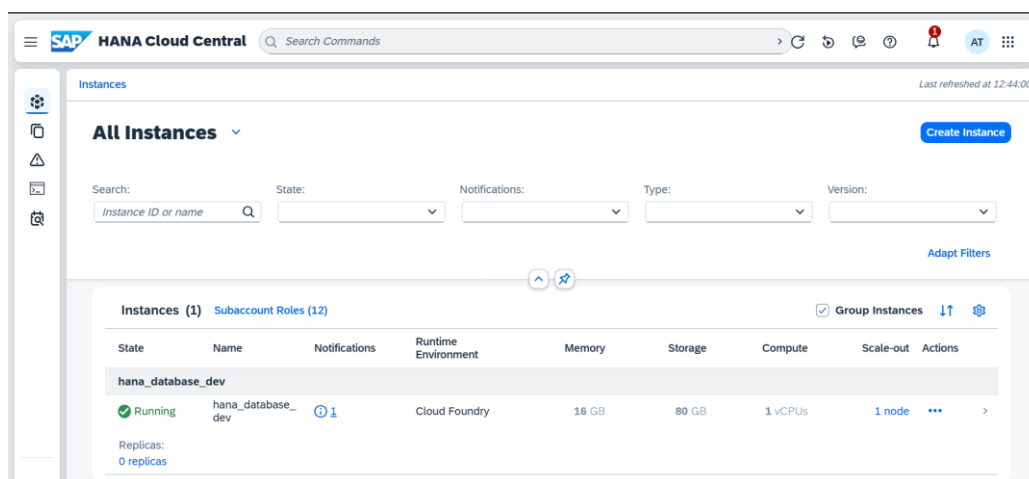 SAP HANA Cloud Central Search Commands 1 AT
Instances Last refreshed at 12:44:00
All Instances Create Instance
Search: State: Notifications: Type: Version:
Instance ID or name
Adapt Filters
Instances (1) Subaccount Roles (12) Group Instances
State Name Notifications Runtime Environment Memory Storage Compute Scale-out Actions
hana_database_dev
Running hana_database_dev 1 Cloud Foundry 16 GB 80 GB 1 vCPUs 1 node •••
Replicas:
0 replicas